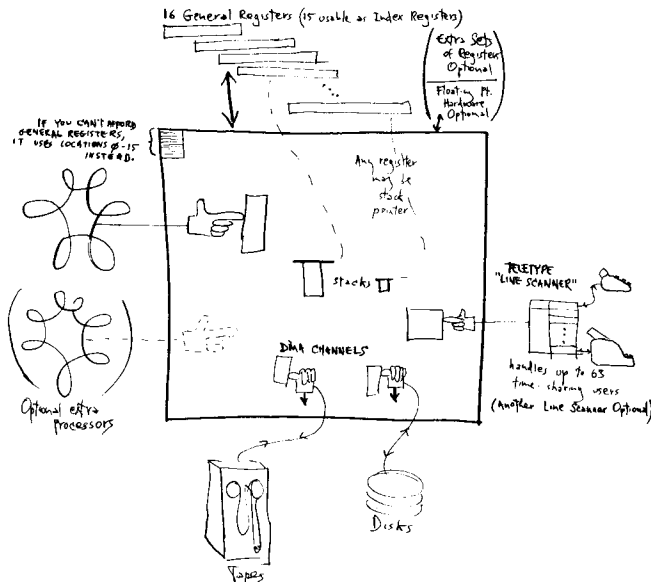 16 General Registers (15 usable as Index Registers)
(Extra Sets
of Registers
Optional
Floating Pt.
Hardware
Optional)
IF YOU CAN'T AFFORD
GENERAL REGISTERS,
IT USES LOCATIONS Ø-15
INSTEAD.
Any register
may be
stack
pointer
stacks
TELETYPE
"LINE SCANNER"
handles up to 63
time-sharing users
(Another Line Scanner Optional)
DMA CHANNELS
Optional extra
processors
Tapes
Disks